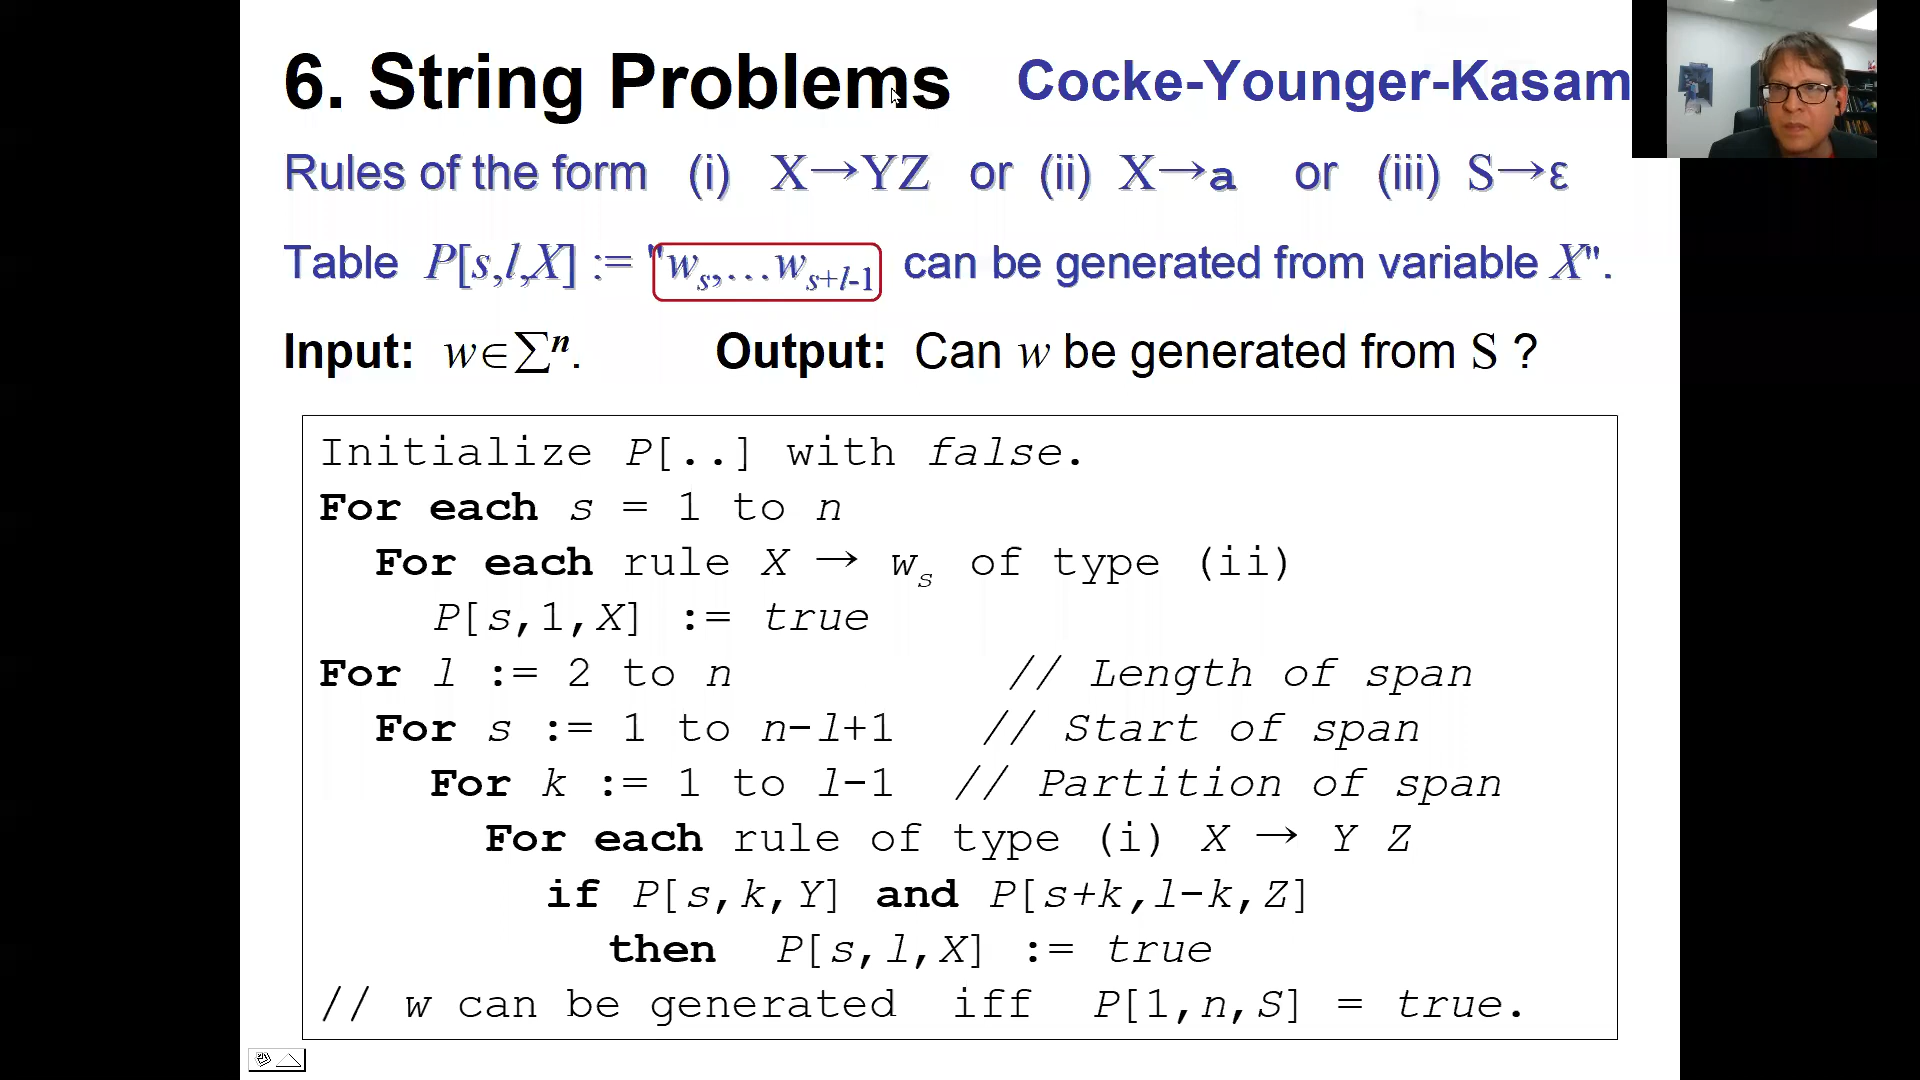 6. String Problems Cocke-Younger-Kasam
Rules of the form (i) X→YZ or (ii) X→a or (iii) S→ε
Table P[s,l,X] := "w_s,…w_{s+l-1} can be generated from variable X".
Input: w∈∑ⁿ. Output: Can w be generated from S ?
Initialize P[..] with false.
For each s = 1 to n
For each rule X → w_s of type (ii)
P[s,1,X] := true
For l := 2 to n // Length of span
For s := 1 to n-l+1 // Start of span
For k := 1 to l-1 // Partition of span
For each rule of type (i) X → Y Z
if P[s,k,Y] and P[s+k,l-k,Z]
then P[s,l,X] := true
// w can be generated iff P[1,n,S] = true.